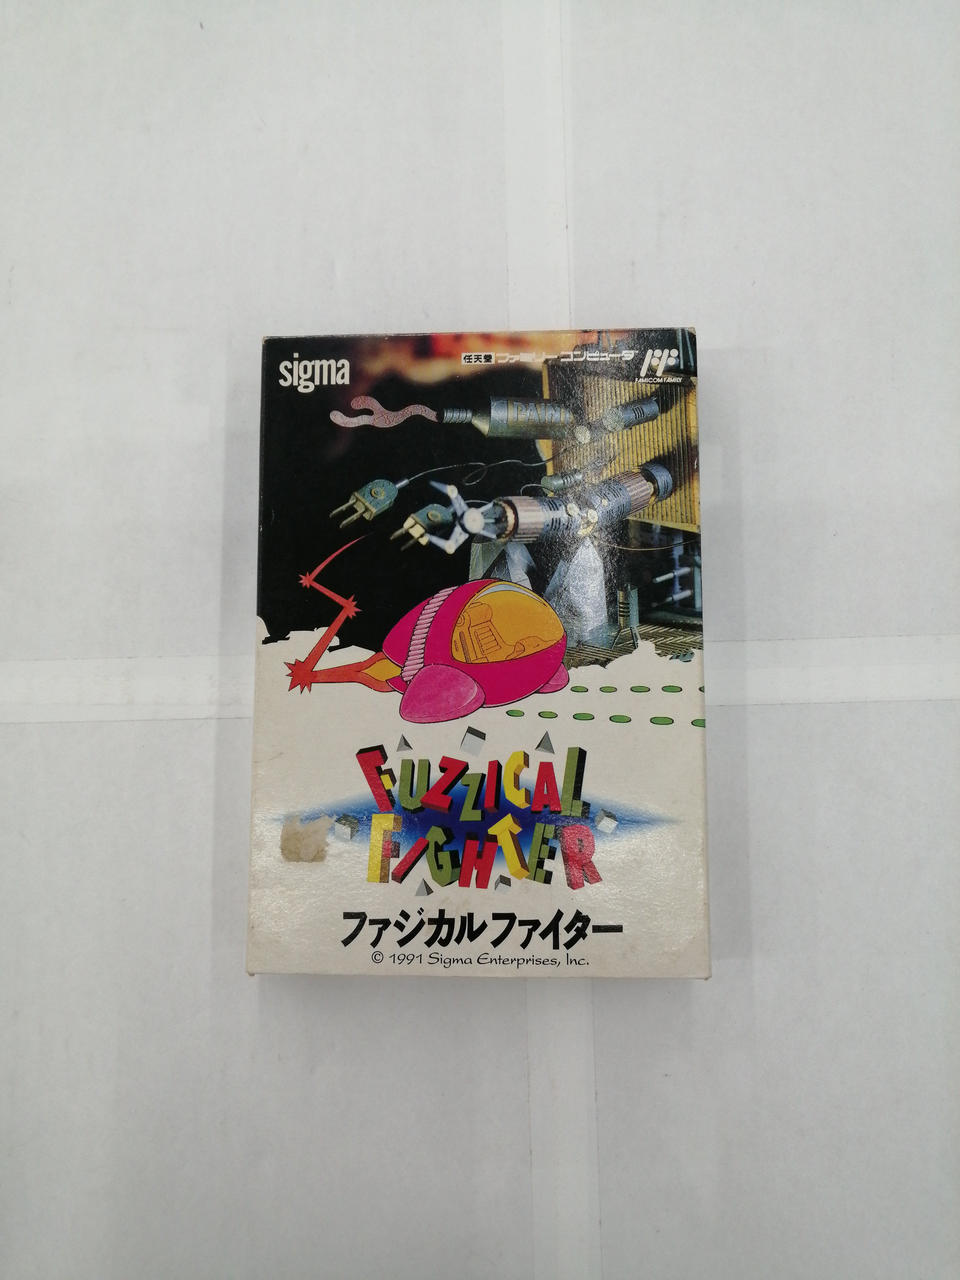 sigma
任天堂 ファミリーコンピュータ
FAMICOM FAMILY
PAIN
FUZZICAL
FIGHTER
ファジカルファイター
© 1991 Sigma Enterprises, Inc.